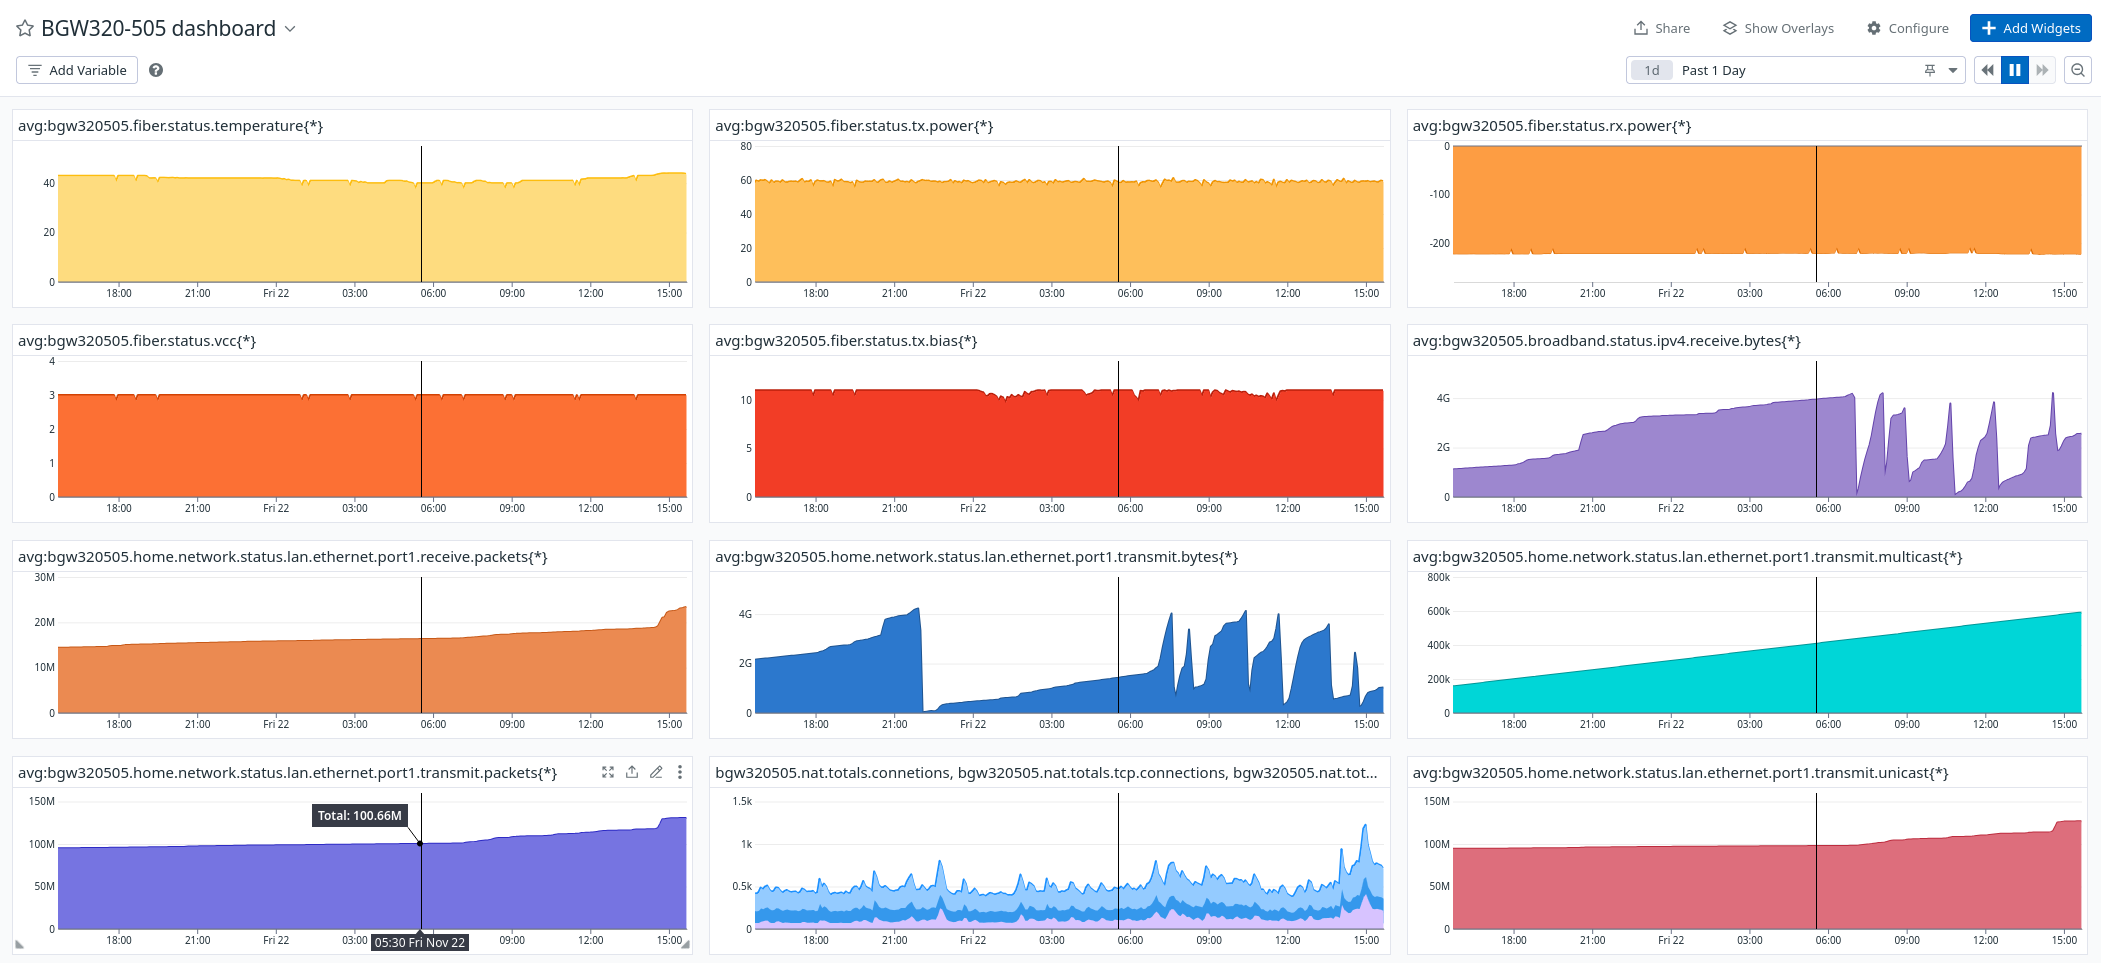 BGW320-505 dashboard
Share
Show Overlays
Configure
Add Widgets
Add Variable
1d Past 1 Day
avg:bgw320505.fiber.status.temperature{*}
40
20
0
18:00 21:00 Fri 22 03:00 06:00 09:00 12:00 15:00
avg:bgw320505.fiber.status.tx.power{*}
80
60
40
20
0
18:00 21:00 Fri 22 03:00 06:00 09:00 12:00 15:00
avg:bgw320505.fiber.status.rx.power{*}
0
-100
-200
18:00 21:00 Fri 22 03:00 06:00 09:00 12:00 15:00
avg:bgw320505.fiber.status.vcc{*}
4
3
2
1
0
18:00 21:00 Fri 22 03:00 06:00 09:00 12:00 15:00
avg:bgw320505.fiber.status.tx.bias{*}
10
5
0
18:00 21:00 Fri 22 03:00 06:00 09:00 12:00 15:00
avg:bgw320505.broadband.status.ipv4.receive.bytes{*}
4G
2G
0
18:00 21:00 Fri 22 03:00 06:00 09:00 12:00 15:00
avg:bgw320505.home.network.status.lan.ethernet.port1.receive.packets{*}
30M
20M
10M
0
18:00 21:00 Fri 22 03:00 06:00 09:00 12:00 15:00
avg:bgw320505.home.network.status.lan.ethernet.port1.transmit.bytes{*}
4G
2G
0
18:00 21:00 Fri 22 03:00 06:00 09:00 12:00 15:00
avg:bgw320505.home.network.status.lan.ethernet.port1.transmit.multicast{*}
800k
600k
400k
200k
0
18:00 21:00 Fri 22 03:00 06:00 09:00 12:00 15:00
avg:bgw320505.home.network.status.lan.ethernet.port1.transmit.packets{*}
150M
Total: 100.66M
100M
50M
0
18:00 21:00 Fri 22 03:00 05:30 Fri Nov 22 09:00 12:00 15:00
bgw320505.nat.totals.connetions, bgw320505.nat.totals.tcp.connections, bgw320505.nat.tot...
1.5k
1k
0.5k
0
18:00 21:00 Fri 22 03:00 06:00 09:00 12:00 15:00
avg:bgw320505.home.network.status.lan.ethernet.port1.transmit.unicast{*}
150M
100M
50M
0
18:00 21:00 Fri 22 03:00 06:00 09:00 12:00 15:00